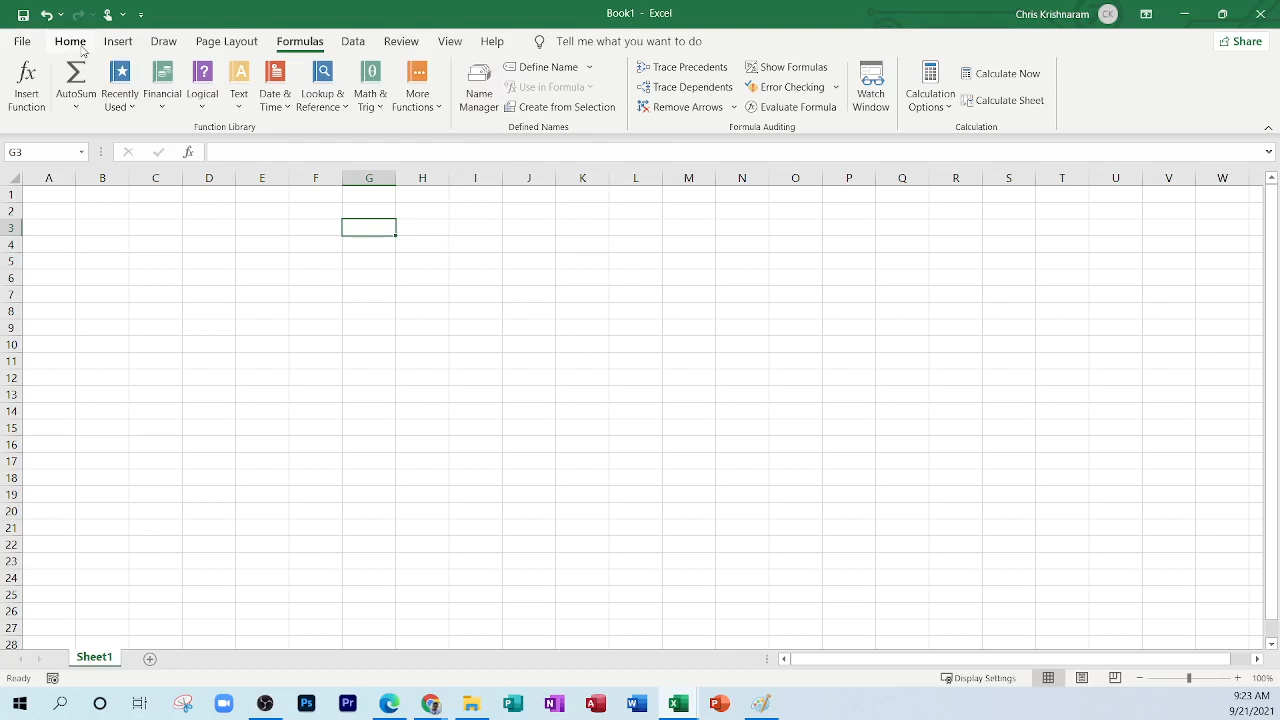 Book1 - Excel
Chris Krishnaram CK
File Home Insert Draw Page Layout Formulas Data Review View Help Tell me what you want to do Share
Insert Function
AutoSum
Recently Used
Financial
Logical
Text
Date & Time
Lookup & Reference
Math & Trig
More Functions
Function Library
Name Manager
Define Name
Use in Formula
Create from Selection
Defined Names
Trace Precedents
Trace Dependents
Remove Arrows
Show Formulas
Error Checking
Evaluate Formula
Formula Auditing
Watch Window
Calculation Options
Calculate Now
Calculate Sheet
Calculation
G3 fx
A B C D E F G H I J K L M N O P Q R S T U V W
1
2
3
4
5
6
7
8
9
10
11
12
13
14
15
16
17
18
19
20
21
22
23
24
25
26
27
28
Sheet1
Ready
Display Settings 100%
9:23 AM
9/21/2021